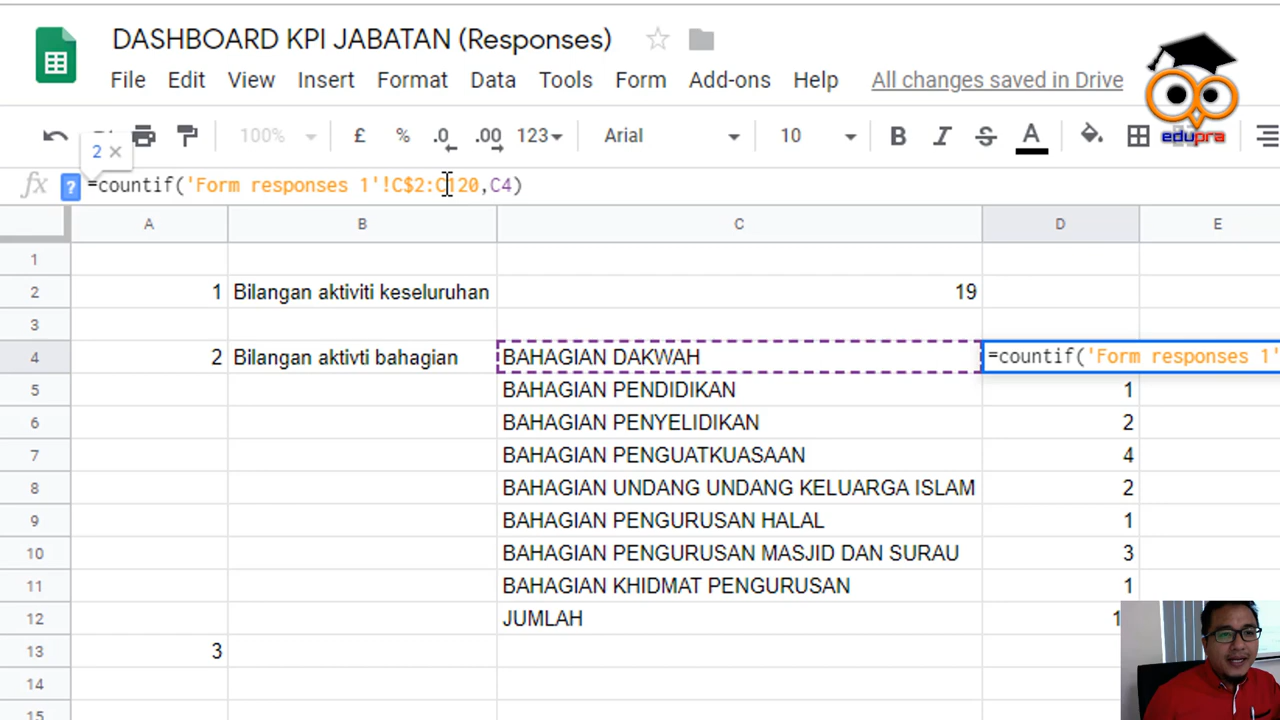 DASHBOARD KPI JABATAN (Responses)
File Edit View Insert Format Data Tools Form Add-ons Help All changes saved in Drive
edupra
100% £ % .0 .00 123 Arial 10 B I S A
2 ×
fx ? =countif('Form responses 1'!C$2:C120,C4)
A B C D E
1
2 1 Bilangan aktiviti keseluruhan 19
3
4 2 Bilangan aktivti bahagian BAHAGIAN DAKWAH =countif('Form responses 1'
5 BAHAGIAN PENDIDIKAN 1
6 BAHAGIAN PENYELIDIKAN 2
7 BAHAGIAN PENGUATKUASAAN 4
8 BAHAGIAN UNDANG UNDANG KELUARGA ISLAM 2
9 BAHAGIAN PENGURUSAN HALAL 1
10 BAHAGIAN PENGURUSAN MASJID DAN SURAU 3
11 BAHAGIAN KHIDMAT PENGURUSAN 1
12 JUMLAH
13 3
14
15